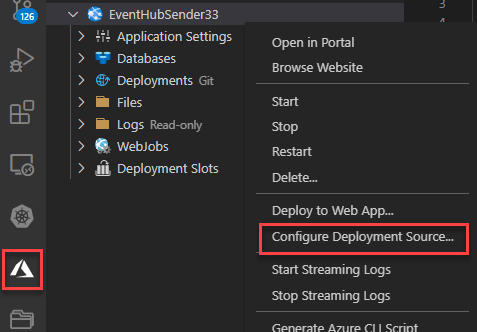 126
EventHubSender33
Application Settings
Databases
Deployments Git
Files
Logs Read-only
WebJobs
Deployment Slots
3
4
Open in Portal
Browse Website
Start
Stop
Restart
Delete...
Deploy to Web App...
Configure Deployment Source...
Start Streaming Logs
Stop Streaming Logs
Generate Azure CLI Script